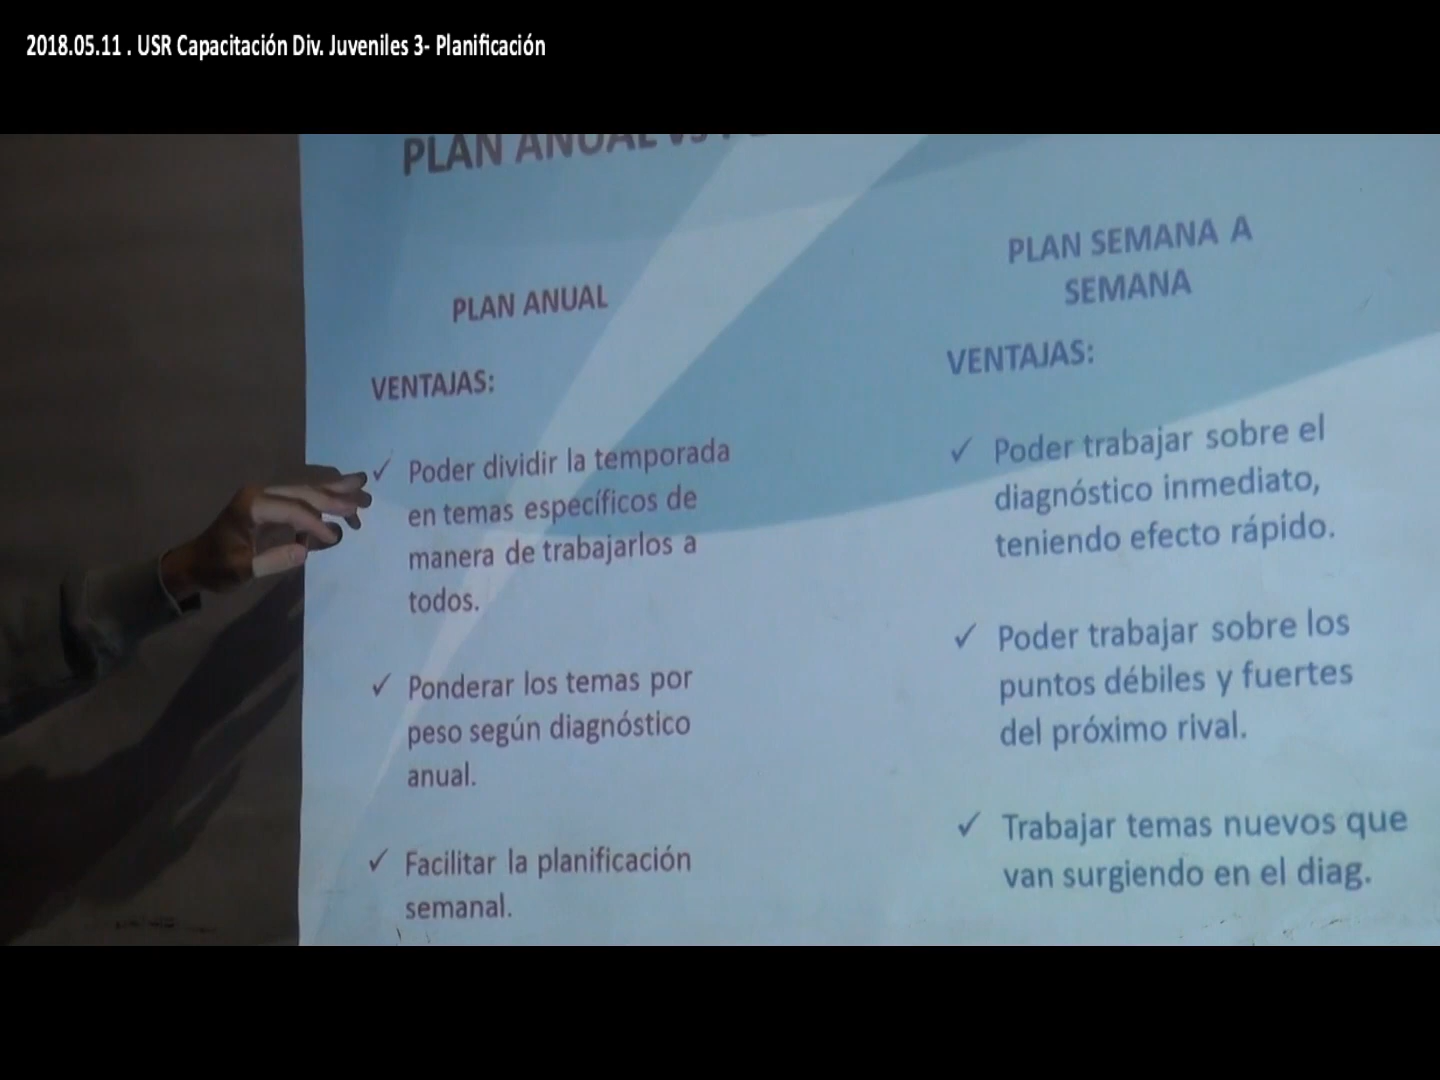 2018.05.11 . USR Capacitación Div. Juveniles 3- Planificación
PLAN ANUAL vs
PLAN ANUAL
VENTAJAS:
✓ Poder dividir la temporada
en temas específicos de
manera de trabajarlos a
todos.
✓ Ponderar los temas por
peso según diagnóstico
anual.
✓ Facilitar la planificación
semanal.
PLAN SEMANA A
SEMANA
VENTAJAS:
✓ Poder trabajar sobre el
diagnóstico inmediato,
teniendo efecto rápido.
✓ Poder trabajar sobre los
puntos débiles y fuertes
del próximo rival.
✓ Trabajar temas nuevos que
van surgiendo en el diag.